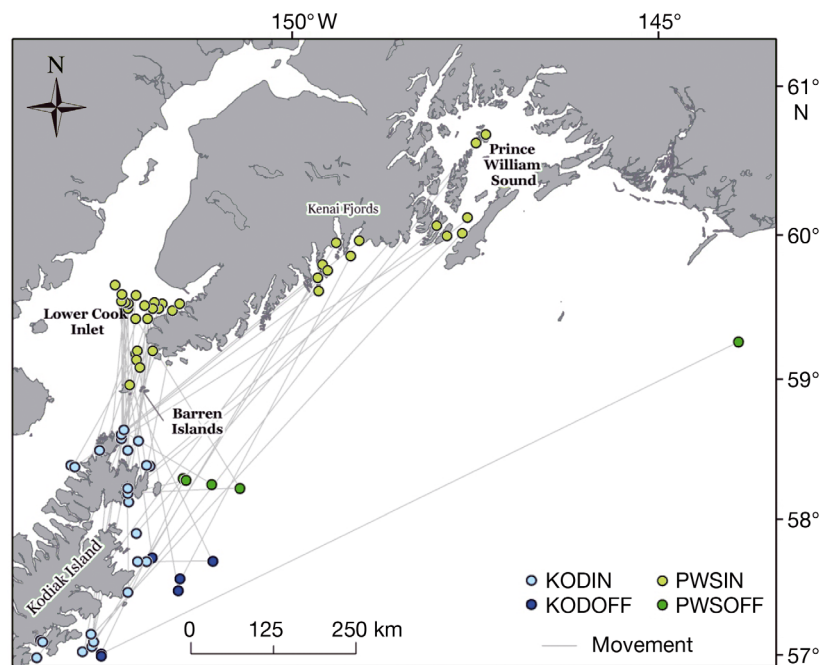 150°W 145°
N
61°
N
Prince
William
Sound
Kenai Fjords
60°
Lower Cook
Inlet
59°
Barren
Islands
58°
Kodiak Island
KODIN PWSIN
KODOFF PWSOFF
0 125 250 km
Movement
57°